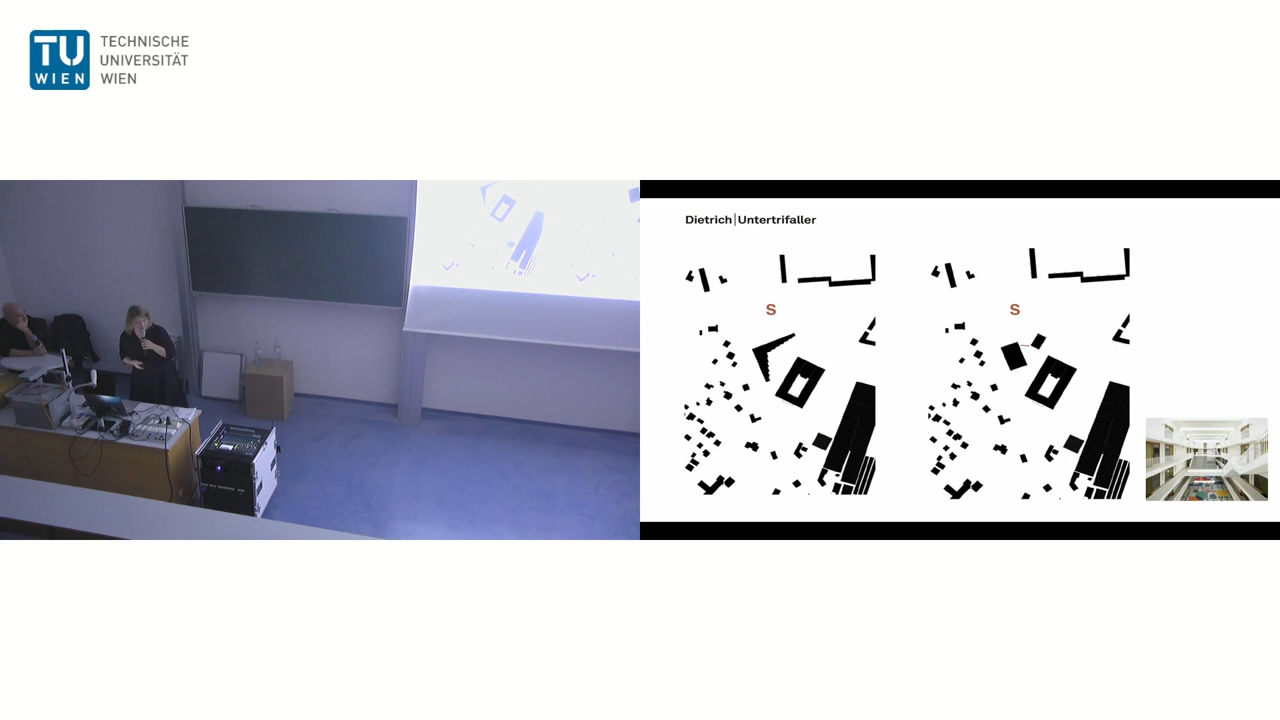 TU
WIEN
TECHNISCHE
UNIVERSITÄT
WIEN
Dietrich|Untertrifaller
S
S